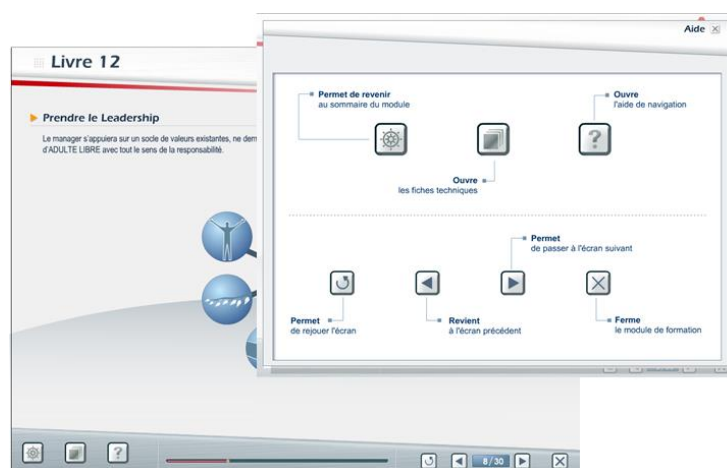 Aide
Livre 12
Permet de revenir
au sommaire du module
Ouvre
l'aide de navigation
Ouvre
les fiches techniques
?
Prendre le Leadership
Le manager s'appuiera sur un socle de valeurs existantes, ne dem
d'ADULTE LIBRE avec tout le sens de la responsabilité.
Permet
de passer à l'écran suivant
Permet
de rejouer l'écran
Revient
à l'écran précédent
Ferme
le module de formation
?
8/30